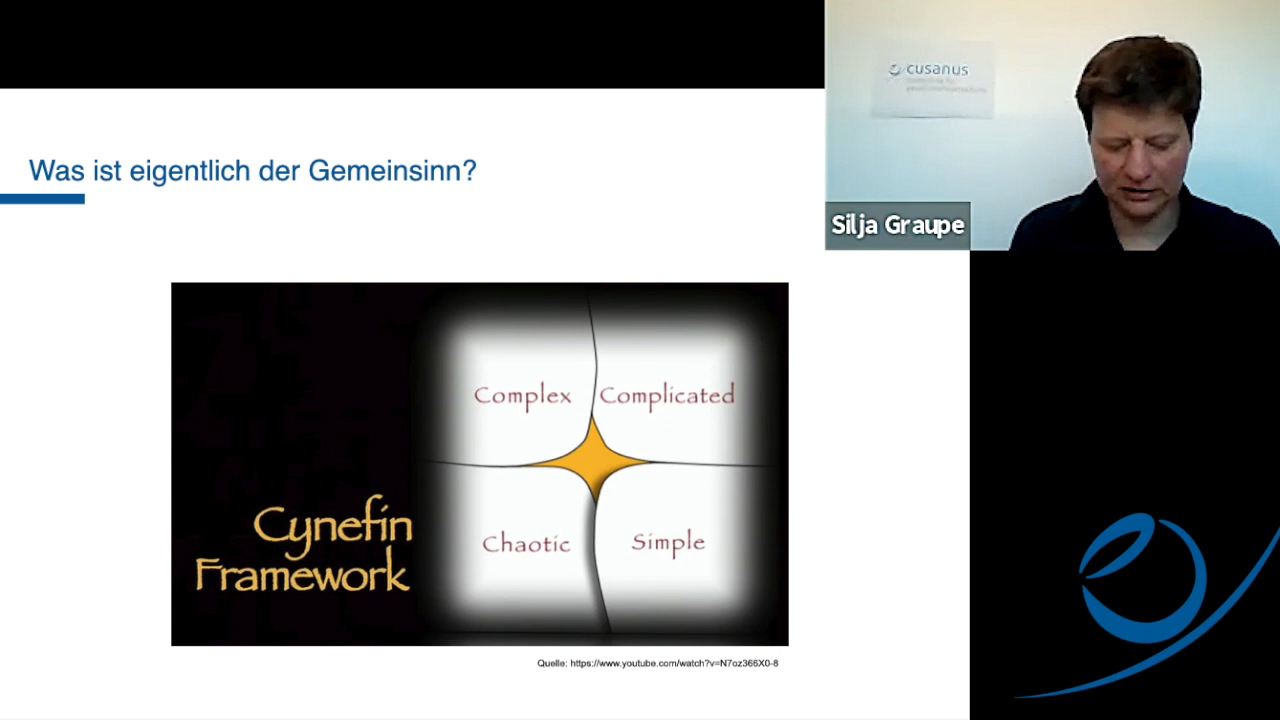 cusanus
Silja Graupe
Was ist eigentlich der Gemeinsinn?
Complex
Complicated
Chaotic
Simple
Cynefin
Framework
Quelle: https://www.youtube.com/watch?v=N7oz366X0-8